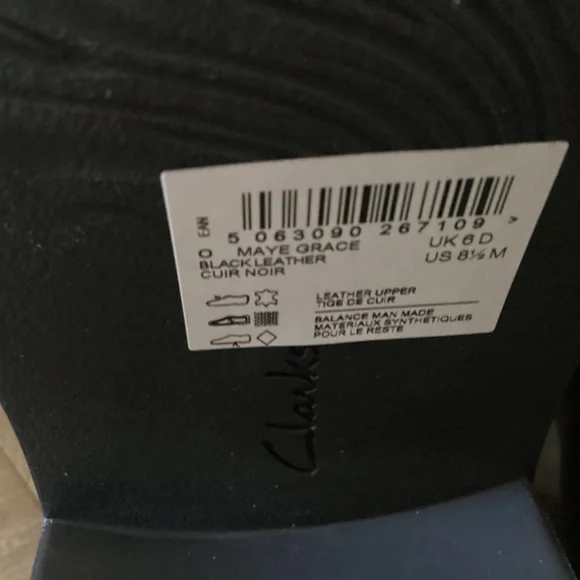 EAN
5 063090 267109 >
O MAYE GRACE UK 6 D
BLACK LEATHER US 8½ M
CUIR NOIR
LEATHER UPPER
TIGE DE CUIR
BALANCE MAN MADE
MATERIAUX SYNTHETIQUES
POUR LE RESTE
Clarks